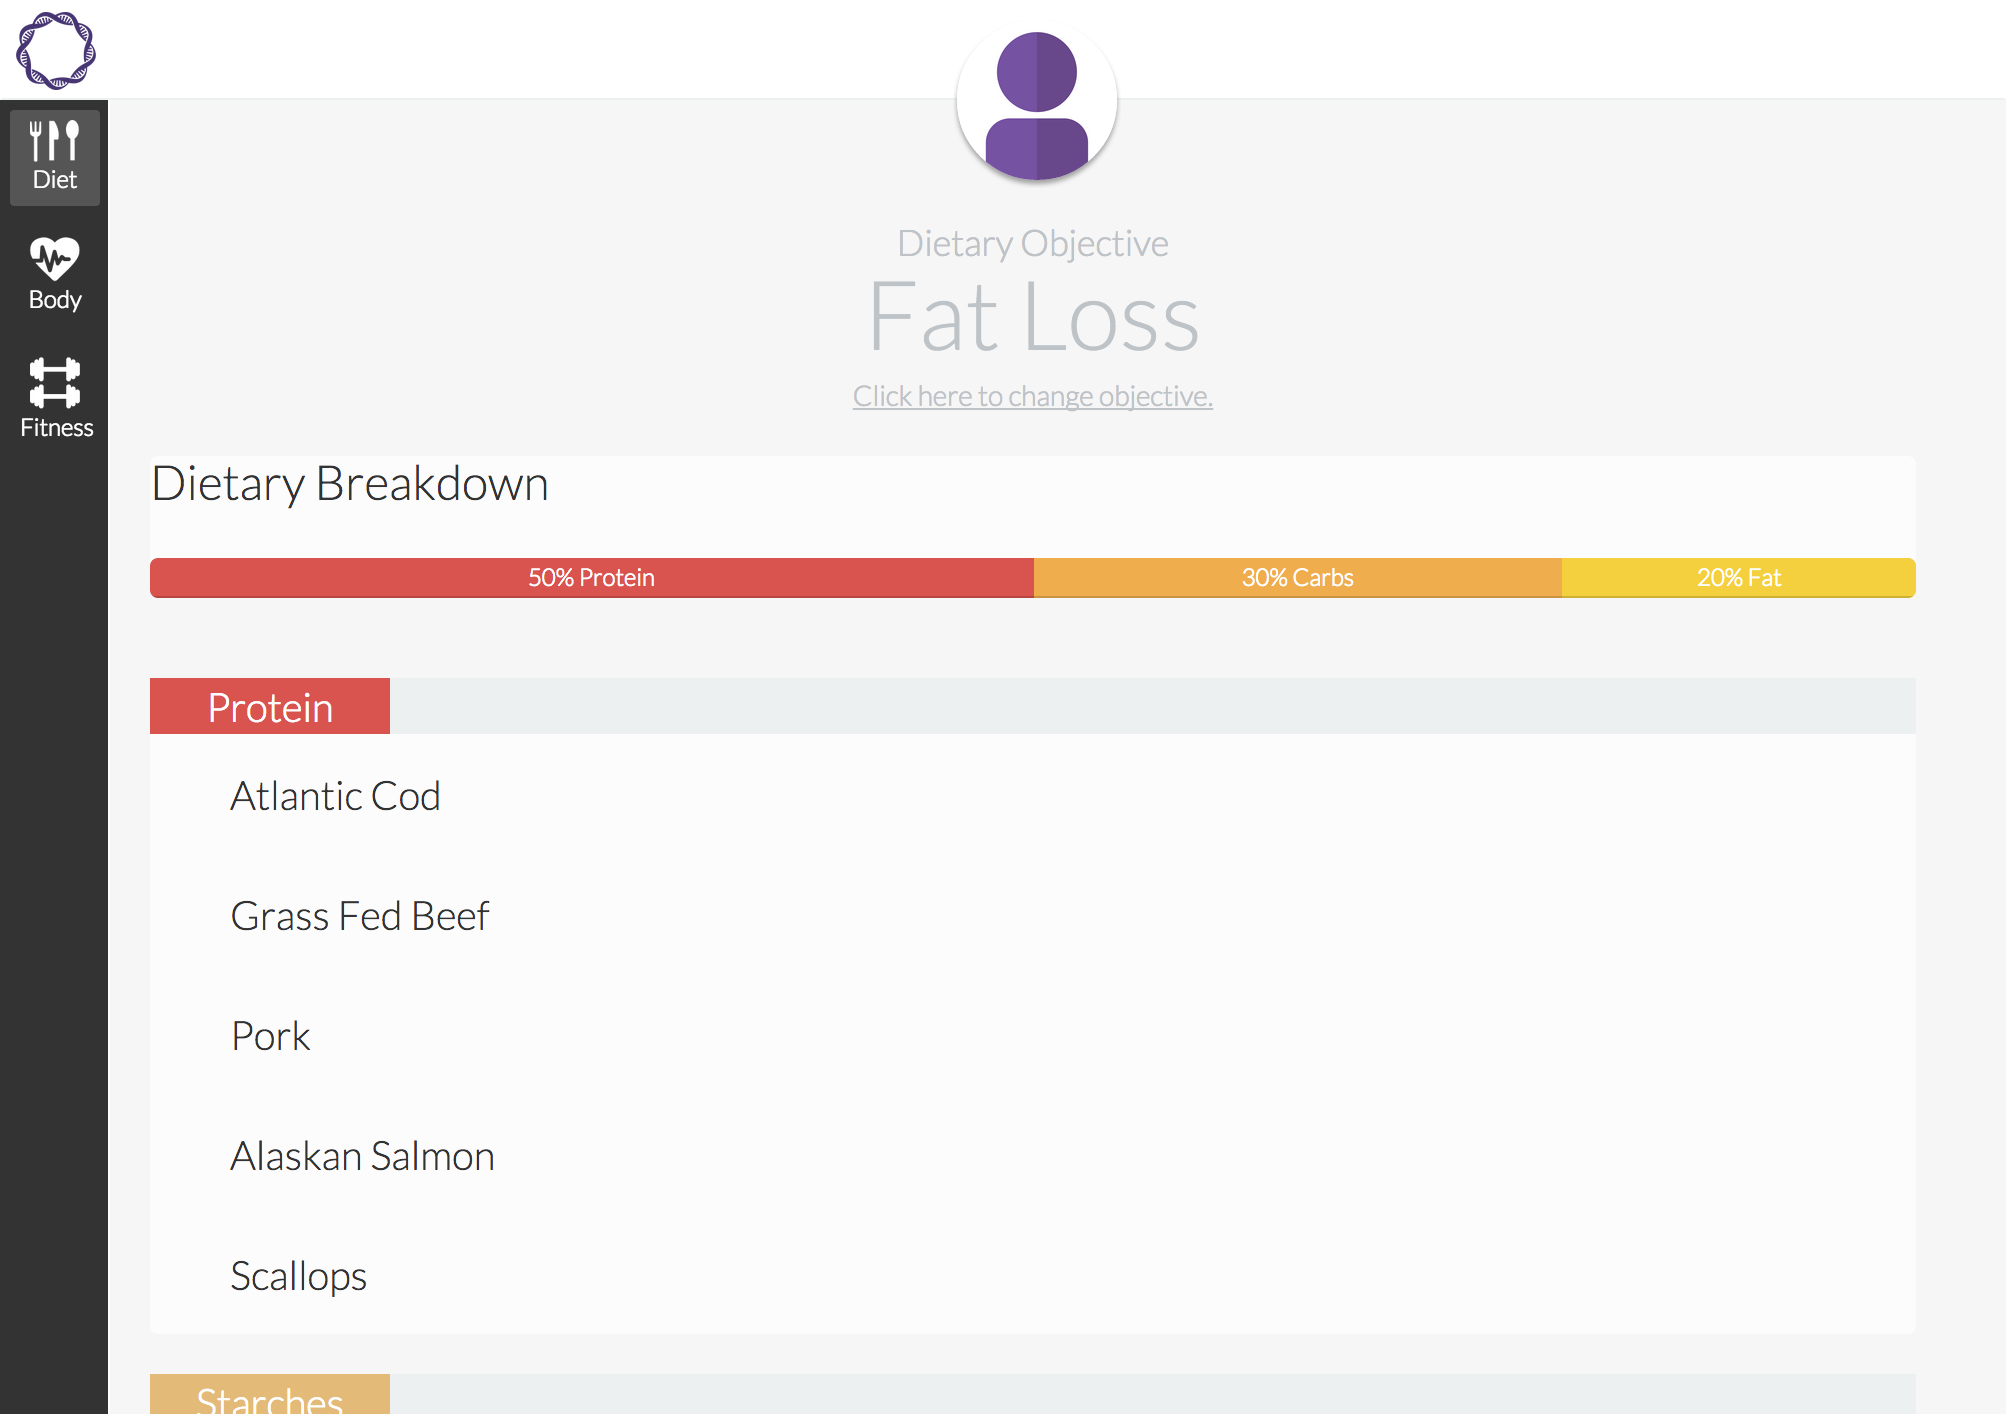 Diet
Body
Fitness
Dietary Objective
Fat Loss
Click here to change objective.
Dietary Breakdown
50% Protein
30% Carbs
20% Fat
Protein
Atlantic Cod
Grass Fed Beef
Pork
Alaskan Salmon
Scallops
Starches